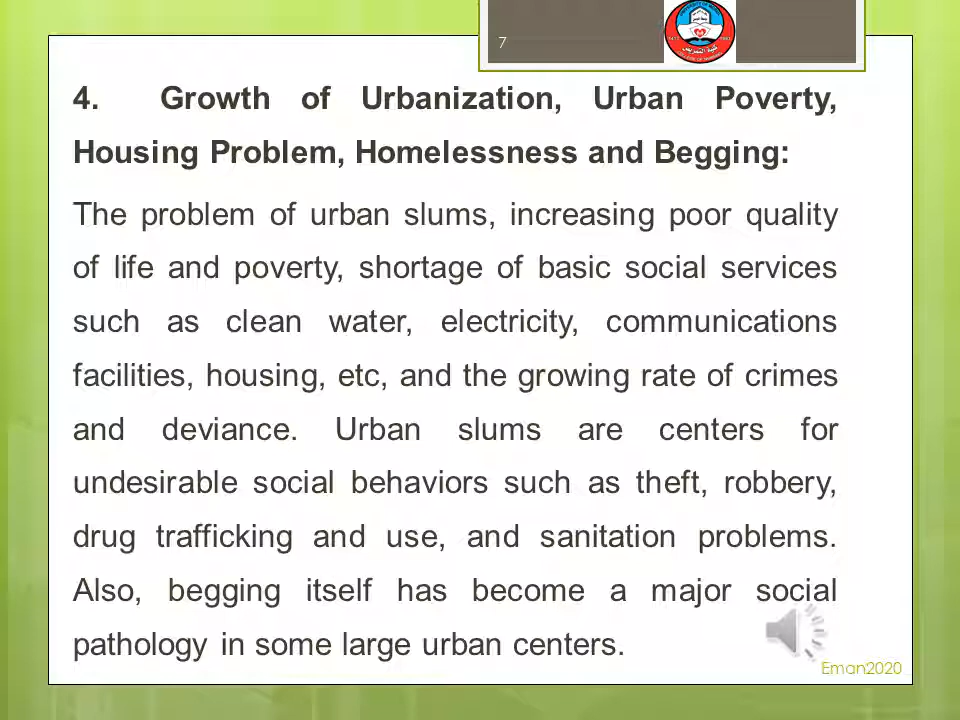 7
4. Growth of Urbanization, Urban Poverty,
Housing Problem, Homelessness and Begging:
The problem of urban slums, increasing poor quality
of life and poverty, shortage of basic social services
such as clean water, electricity, communications
facilities, housing, etc, and the growing rate of crimes
and deviance. Urban slums are centers for
undesirable social behaviors such as theft, robbery,
drug trafficking and use, and sanitation problems.
Also, begging itself has become a major social
pathology in some large urban centers.
Eman2020